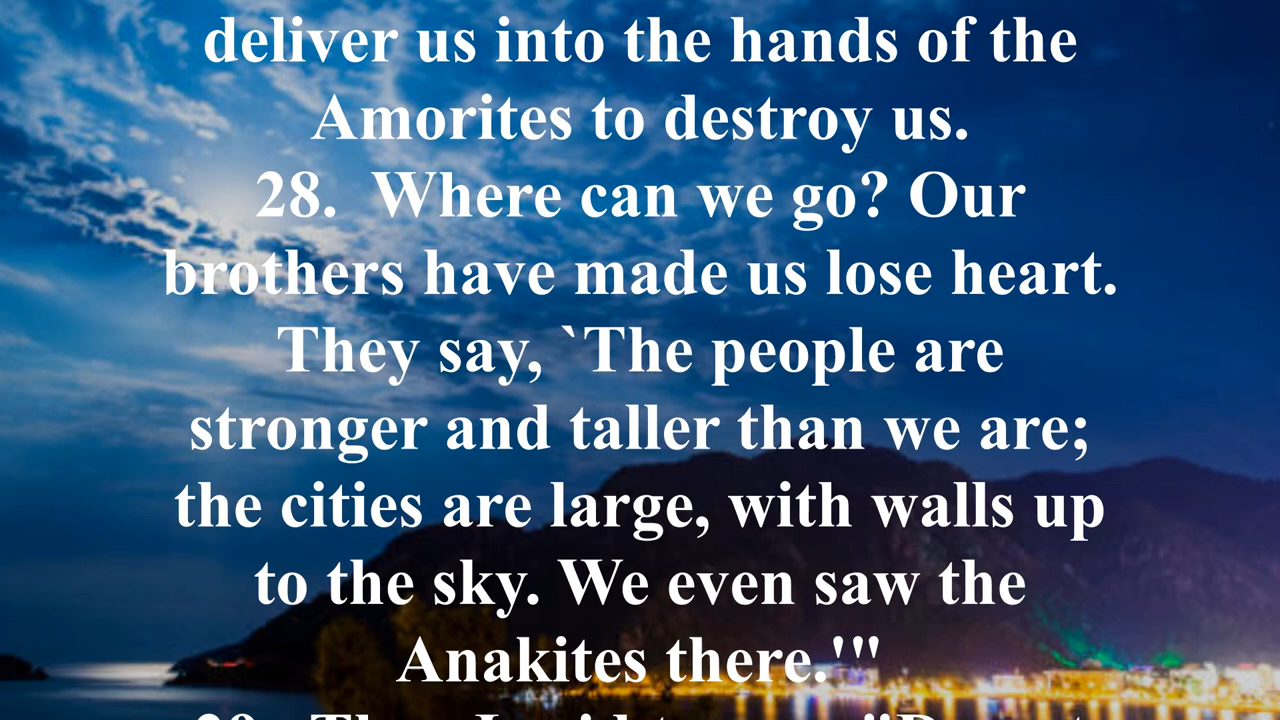 deliver us into the hands of the
Amorites to destroy us.
28.  Where can we go? Our
brothers have made us lose heart.
They say, `The people are
stronger and taller than we are;
the cities are large, with walls up
to the sky. We even saw the
Anakites there.'"